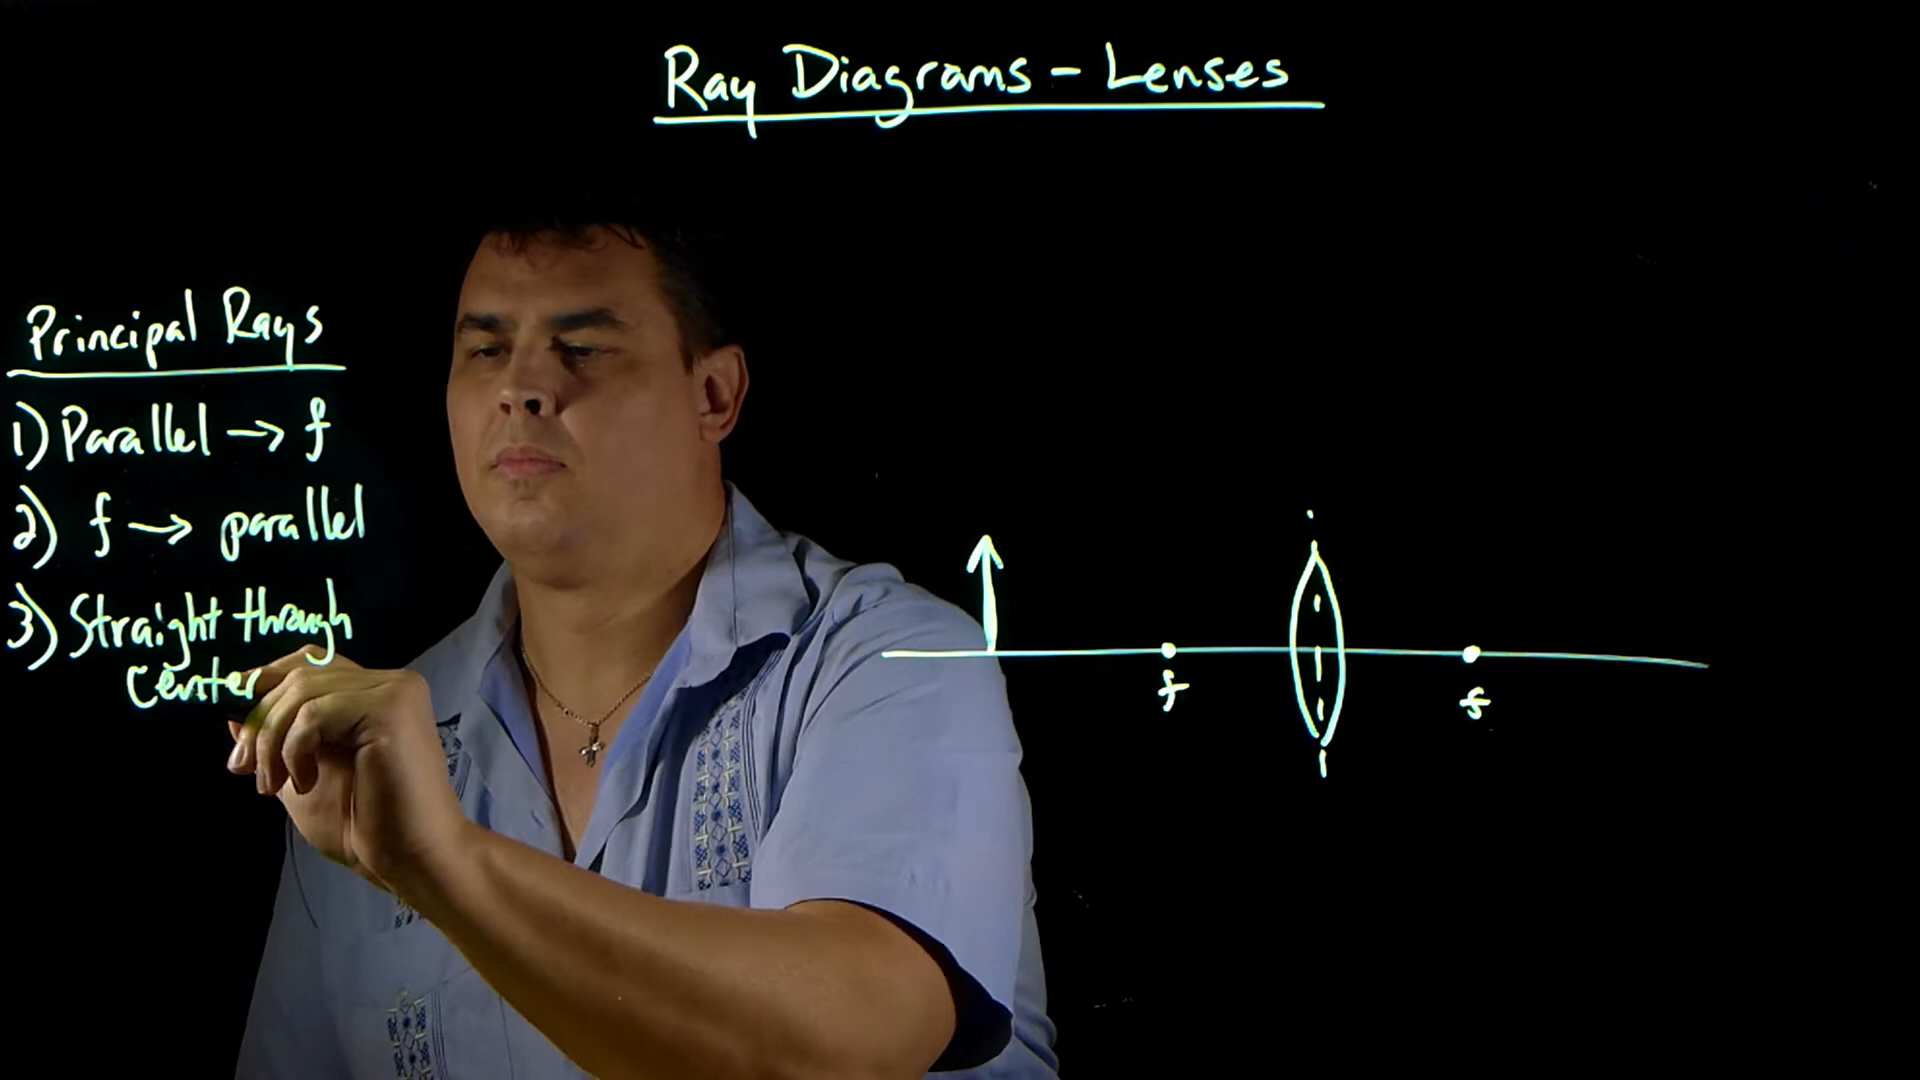 Ray Diagrams - Lenses
Principal Rays
1) Parallel → f
2) f → parallel
3) Straight through
center
f
f